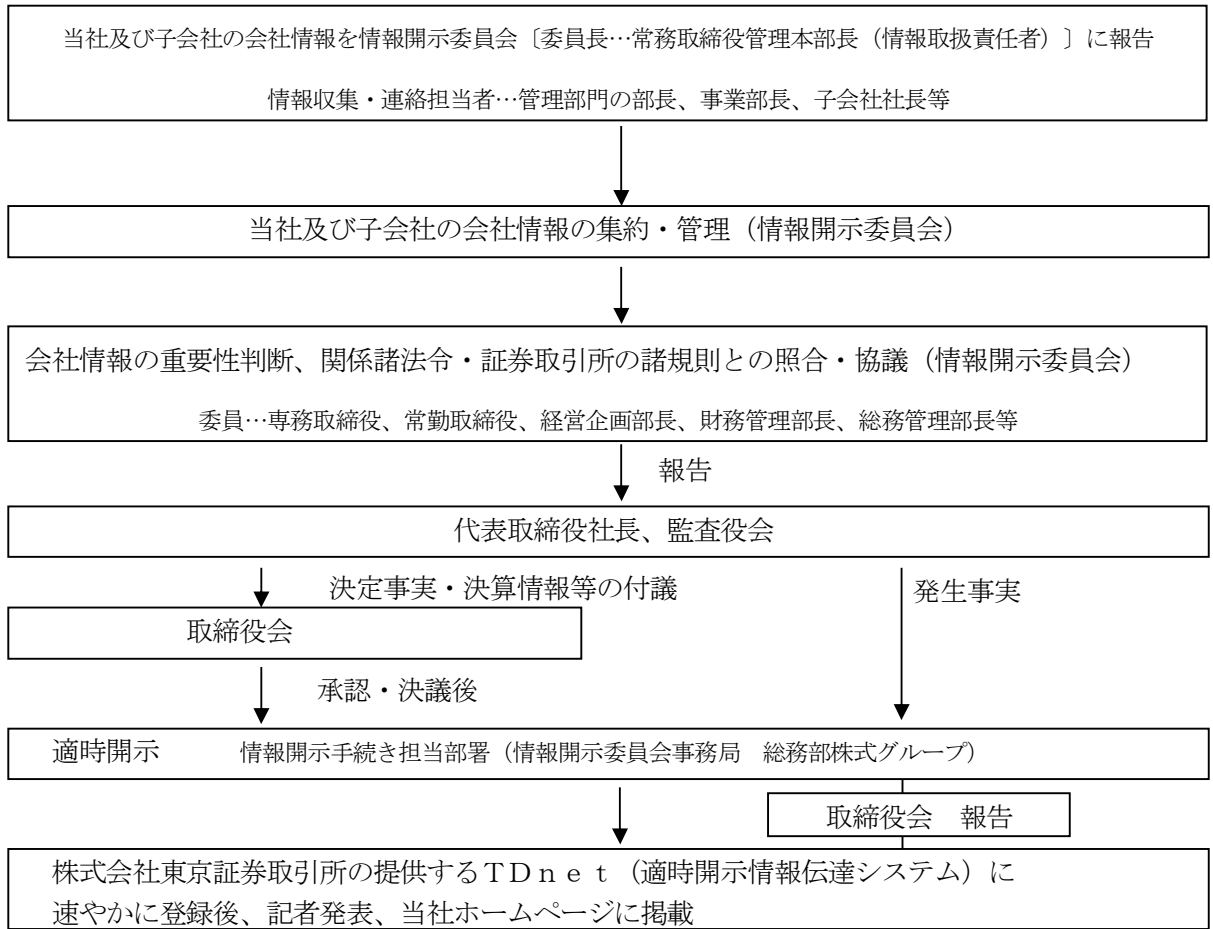 当社及び子会社の会社情報を情報開示委員会〔委員長…常務取締役管理本部長（情報取扱責任者）〕に報告
情報収集・連絡担当者…管理部門の部長、事業部長、子会社社長等
当社及び子会社の会社情報の集約・管理（情報開示委員会）
会社情報の重要性判断、関係諸法令・証券取引所の諸規則との照合・協議（情報開示委員会）
委員…専務取締役、常勤取締役、経営企画部長、財務管理部長、総務管理部長等
報告
代表取締役社長、監査役会
決定事実・決算情報等の付議
発生事実
取締役会
承認・決議後
適時開示　情報開示手続き担当部署（情報開示委員会事務局　総務部株式グループ）
取締役会　報告
株式会社東京証券取引所の提供するＴＤｎｅｔ（適時開示情報伝達システム）に
速やかに登録後、記者発表、当社ホームページに掲載